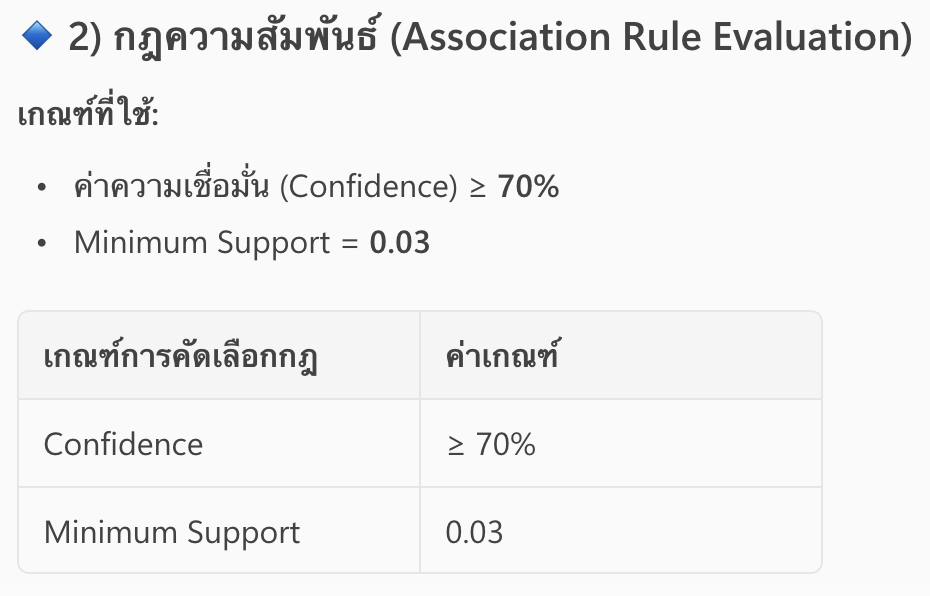 2) กฎความสัมพันธ์ (Association Rule Evaluation)
เกณฑ์ที่ใช้:
• ค่าความเชื่อมั่น (Confidence) ≥ 70%
• Minimum Support = 0.03
เกณฑ์การคัดเลือกกฎ ค่าเกณฑ์
Confidence ≥ 70%
Minimum Support 0.03